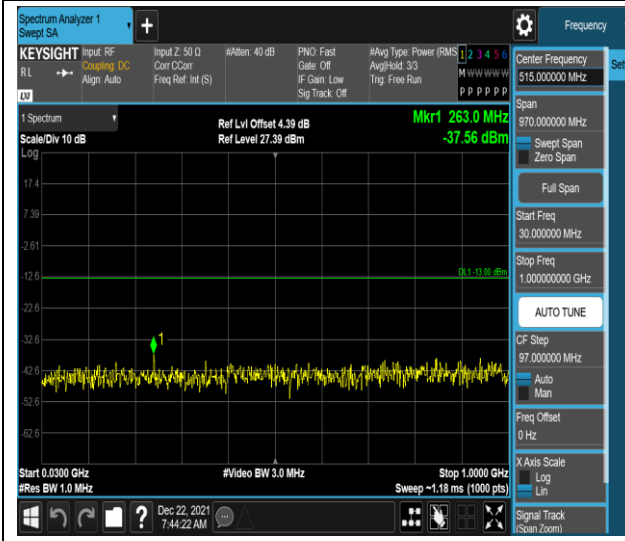 Spectrum Analyzer 1
Swept SA
+
Frequency
KEYSIGHT
Input: RF
Input Z: 50 Ω
#Atten: 40 dB
PNO: Fast
#Avg Type: Power (RMS
1 2 3 4 5 6
RL
Coupling: DC
Corr CCorr
Gate: Off
Avg|Hold: 3/3
M W W W W W
Align: Auto
Freq Ref: Int (S)
IF Gain: Low
Trig: Free Run
Sig Track: Off
P P P P P P
LXI
1 Spectrum
Ref Lvl Offset 4.39 dB
Mkr1 263.0 MHz
Scale/Div 10 dB
Ref Level 27.39 dBm
-37.56 dBm
Log
17.4
7.39
-2.61
DL1 -13.00 dBm
-12.6
-22.6
-32.6
1
-42.6
-52.6
-62.6
Start 0.0300 GHz
#Video BW 3.0 MHz
Stop 1.0000 GHz
#Res BW 1.0 MHz
Sweep ~1.18 ms (1000 pts)
?
Dec 22, 2021
7:44:22 AM
Center Frequency
515.000000 MHz
Set
Span
970.000000 MHz
Swept Span
Zero Span
Full Span
Start Freq
30.000000 MHz
Stop Freq
1.000000000 GHz
AUTO TUNE
CF Step
97.000000 MHz
Auto
Man
Freq Offset
0 Hz
X Axis Scale
Log
Lin
Signal Track
(Span Zoom)